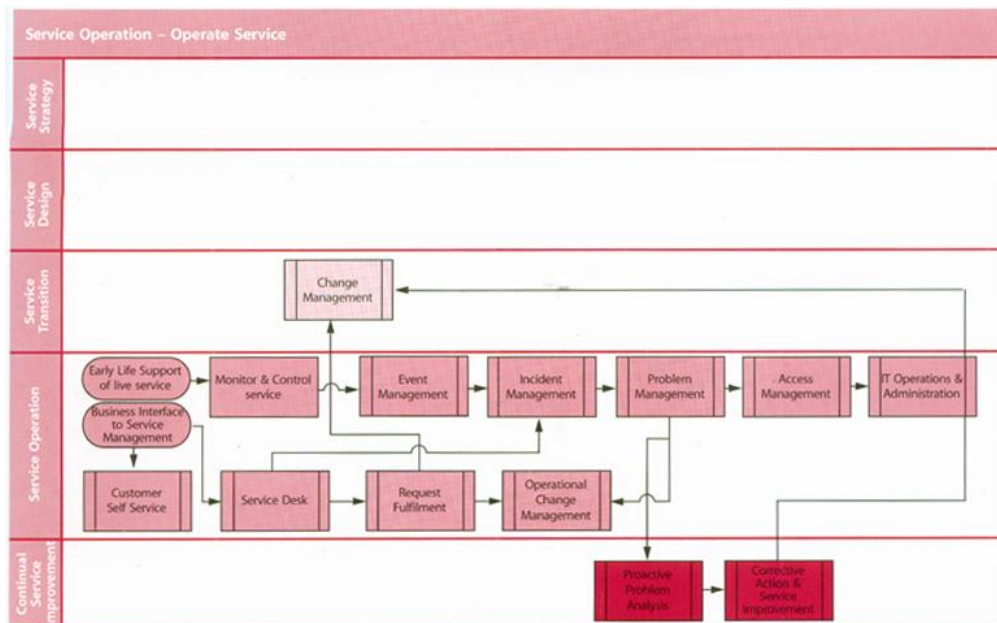 Service Operation – Operate Service
Service
Strategy
Service
Design
Service
Transition
Change
Management
Service Operation
Early Life Support
of live service
Monitor & Control
service
Event
Management
Incident
Management
Problem
Management
. Access
Management
IT Operations &
Administration
Business Interface
to Service
Management
Customer
Self Service
Service Desk
Request
Fulfilment
Operational
Change
Management
Continual
Service
mprovement
Proactive
Problem
Analysis
Corrective
Action &
Service
Improvement